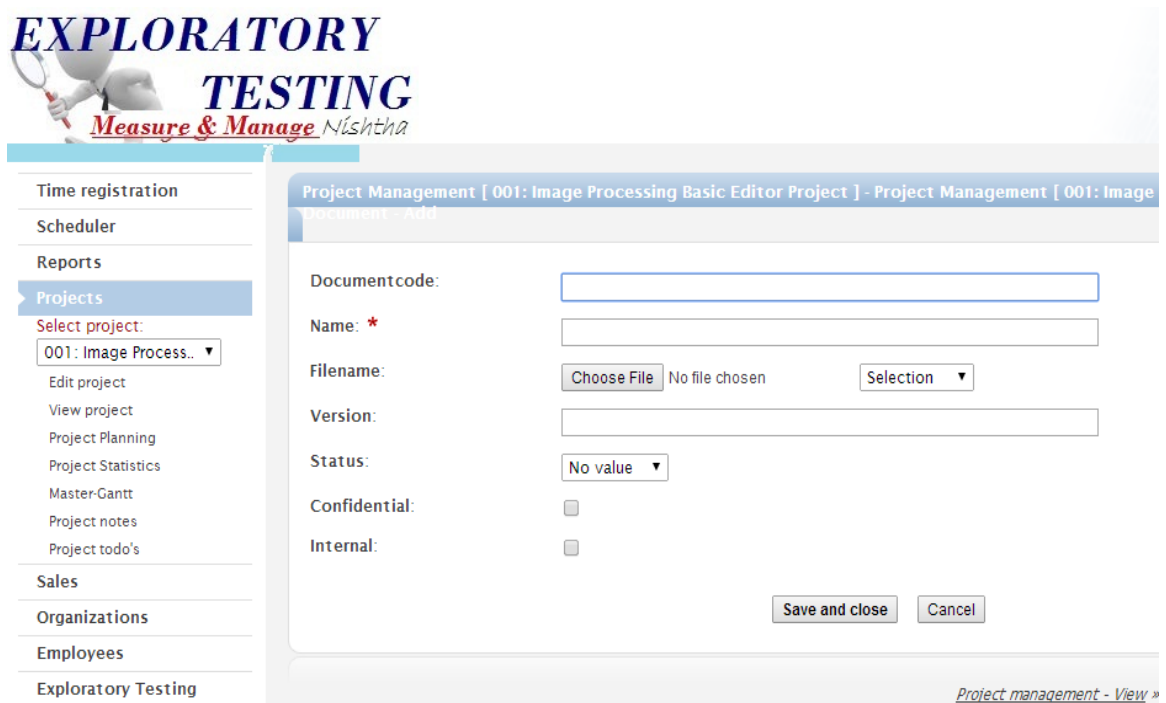 EXPLORATORY
TESTING
Measure & Manage Nishtha
Time registration
Scheduler
Reports
Projects
Select project:
001: Image Process..
Edit project
View project
Project Planning
Project Statistics
Master-Gantt
Project notes
Project todo's
Sales
Organizations
Employees
Exploratory Testing
Project Management [ 001: Image Processing Basic Editor Project ] - Project Management [ 001: Image
Document - Add
Documentcode:
Name: *
Filename: Choose File No file chosen Selection
Version:
Status: No value
Confidential:
Internal:
Save and close Cancel
Project management - View »